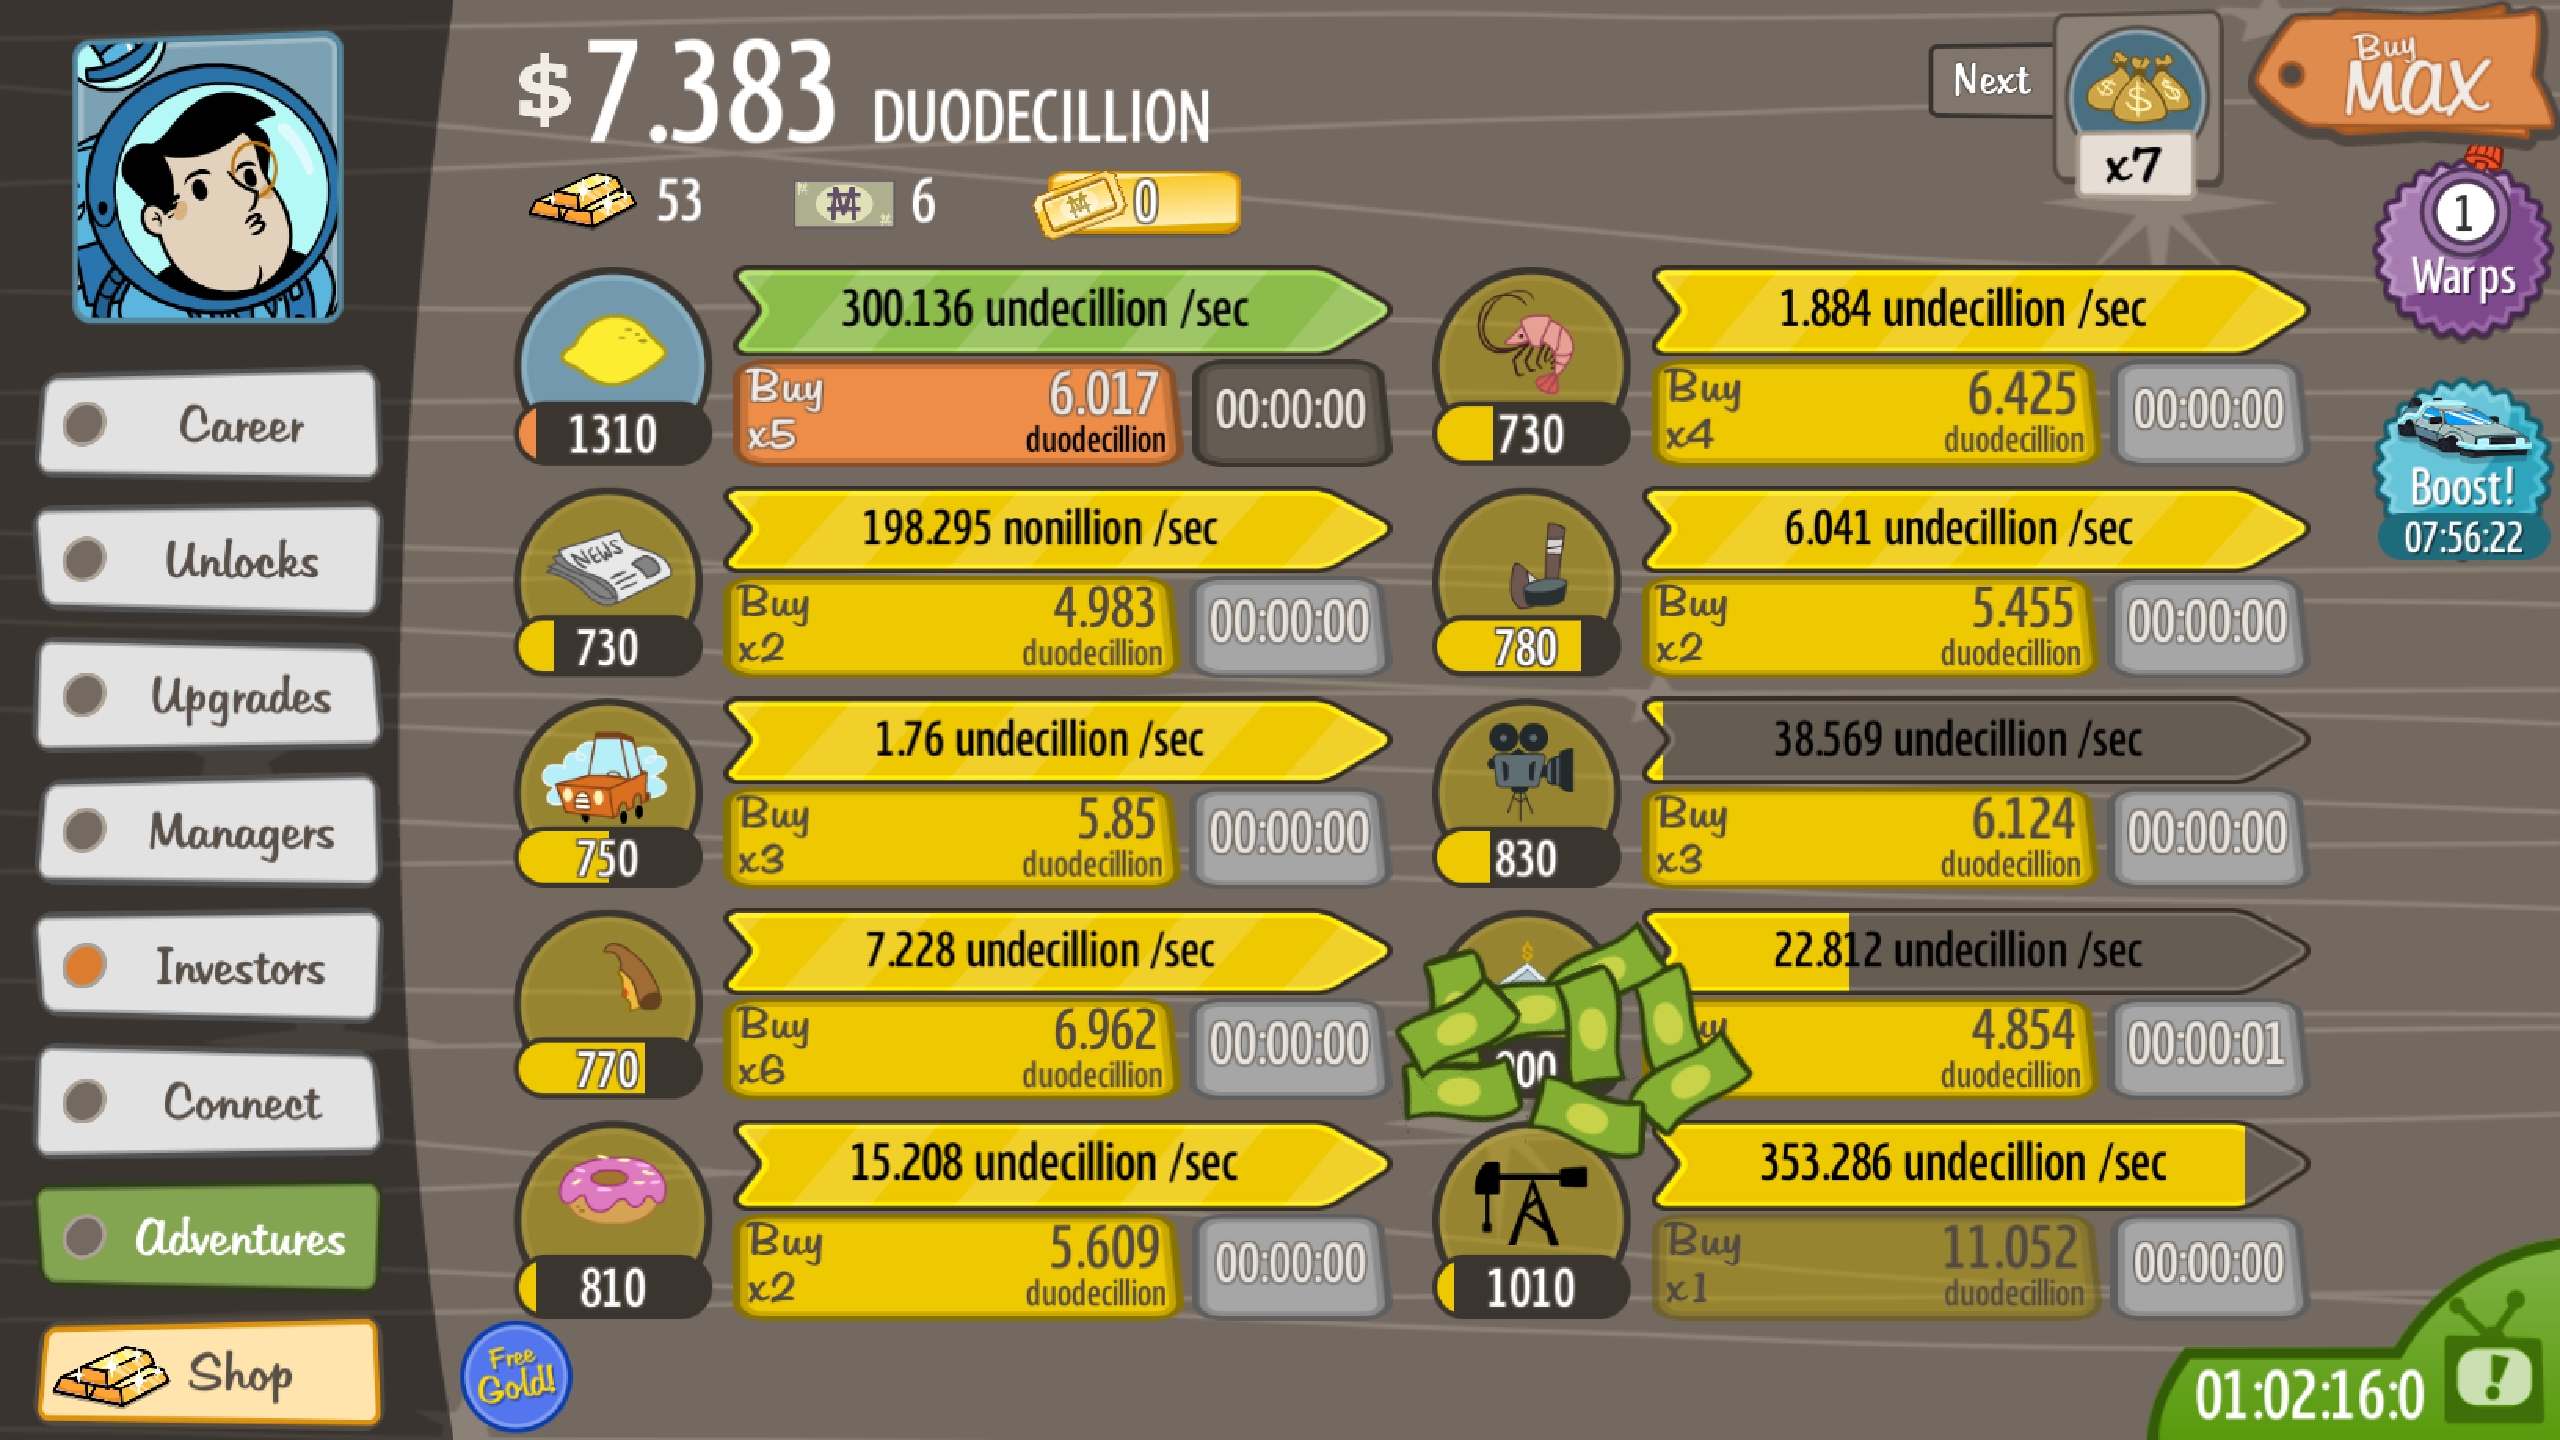 $7.383 DUODECILLION
Next
x7
Buy
MAX
53
6
0
1
Warps
Boost!
07:56:22
Career
Unlocks
Upgrades
Managers
Investors
Connect
Adventures
Shop
300.136 undecillion /sec
1310
Buy
x5
6.017
duodecillion
00:00:00
1.884 undecillion /sec
730
Buy
x4
6.425
duodecillion
00:00:00
198.295 nonillion /sec
NEWS
730
Buy
x2
4.983
duodecillion
00:00:00
6.041 undecillion /sec
780
Buy
x2
5.455
duodecillion
00:00:00
1.76 undecillion /sec
750
Buy
x3
5.85
duodecillion
00:00:00
38.569 undecillion /sec
830
Buy
x3
6.124
duodecillion
00:00:00
7.228 undecillion /sec
770
Buy
x6
6.962
duodecillion
00:00:00
22.812 undecillion /sec
4.854
duodecillion
00:00:01
15.208 undecillion /sec
810
Buy
x2
5.609
duodecillion
00:00:00
353.286 undecillion /sec
1010
Buy
x1
11.052
duodecillion
00:00:00
Free
Gold!
01:02:16:0
!